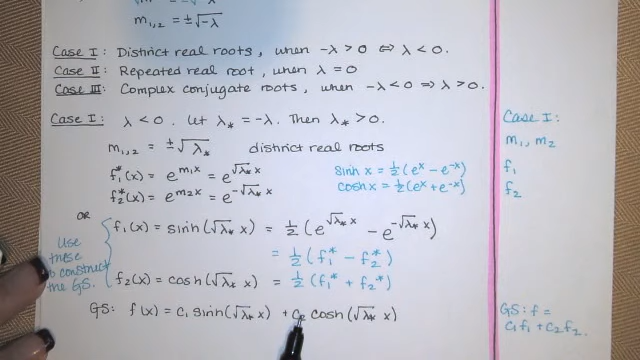 m₁,₂ = ±√-λ
Case I: Distinct real roots, when -λ > 0 ⇔ λ < 0.
Case II: Repeated real root, when λ = 0
Case III: Complex conjugate roots, when -λ < 0 ⇒ λ > 0.
Case I: λ < 0. Let λ* = -λ. Then λ* > 0.
m₁,₂ = ±√λ* distinct real roots
f₁*(x) = e^{m₁x} = e^{√λ* x}
f₂*(x) = e^{m₂x} = e^{-√λ* x}
sinh x = ½(e^x - e^{-x})
cosh x = ½(e^x + e^{-x})
OR
f₁(x) = sinh(√λ* x) = ½(e^{√λ* x} - e^{-√λ* x})
= ½(f₁* - f₂*)
f₂(x) = cosh(√λ* x) = ½(f₁* + f₂*)
Use
these
to construct
the GS.
GS: f(x) = c₁ sinh(√λ* x) + c₂ cosh(√λ* x)
Case I:
m₁, m₂
f₁
f₂
GS: f =
c₁f₁ + c₂f₂.